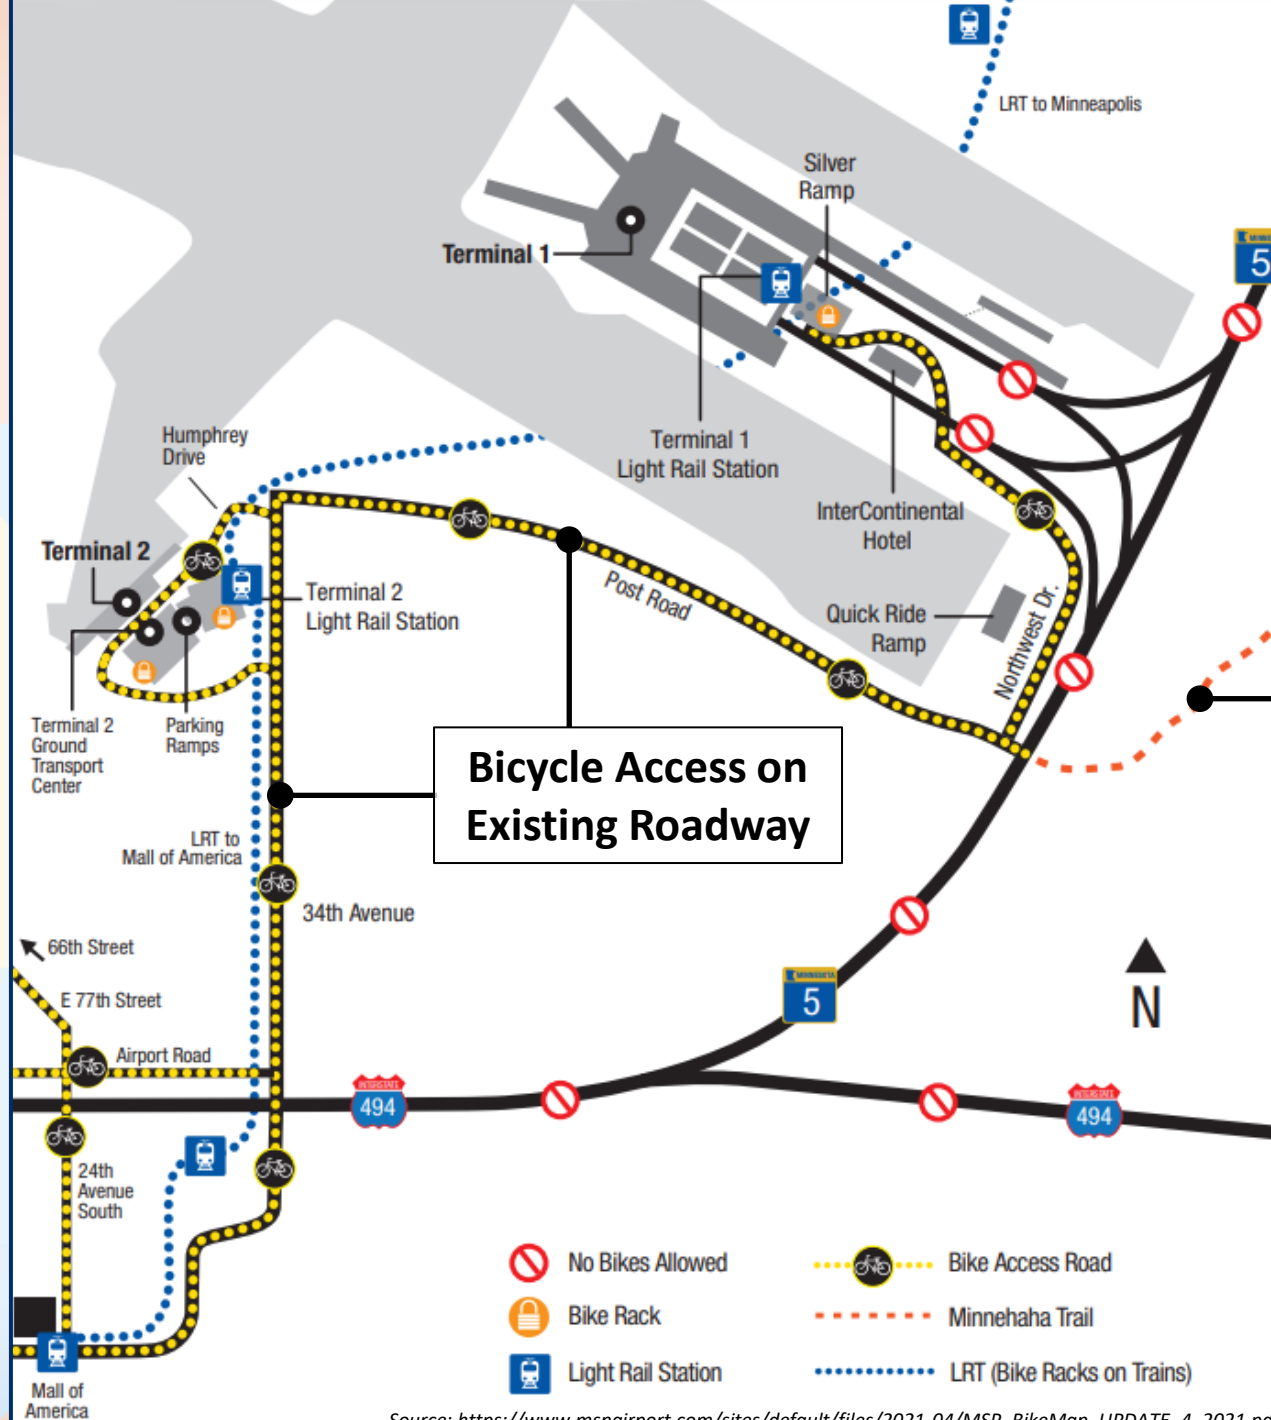 LRT to Minneapolis
Silver
Ramp
Terminal 1
5
Terminal 1
Light Rail Station
InterContinental
Hotel
Humphrey
Drive
Terminal 2
Terminal 2
Light Rail Station
Post Road
Quick Ride
Ramp
Northwest Dr.
Terminal 2
Ground
Transport
Center
Parking
Ramps
Bicycle Access on
Existing Roadway
LRT to
Mall of America
34th Avenue
66th Street
E 77th Street
Airport Road
MINNESOTA
5
N
INTERSTATE
494
INTERSTATE
494
24th
Avenue
South
Mall of
America
No Bikes Allowed
Bike Rack
Light Rail Station
Bike Access Road
Minnehaha Trail
LRT (Bike Racks on Trains)